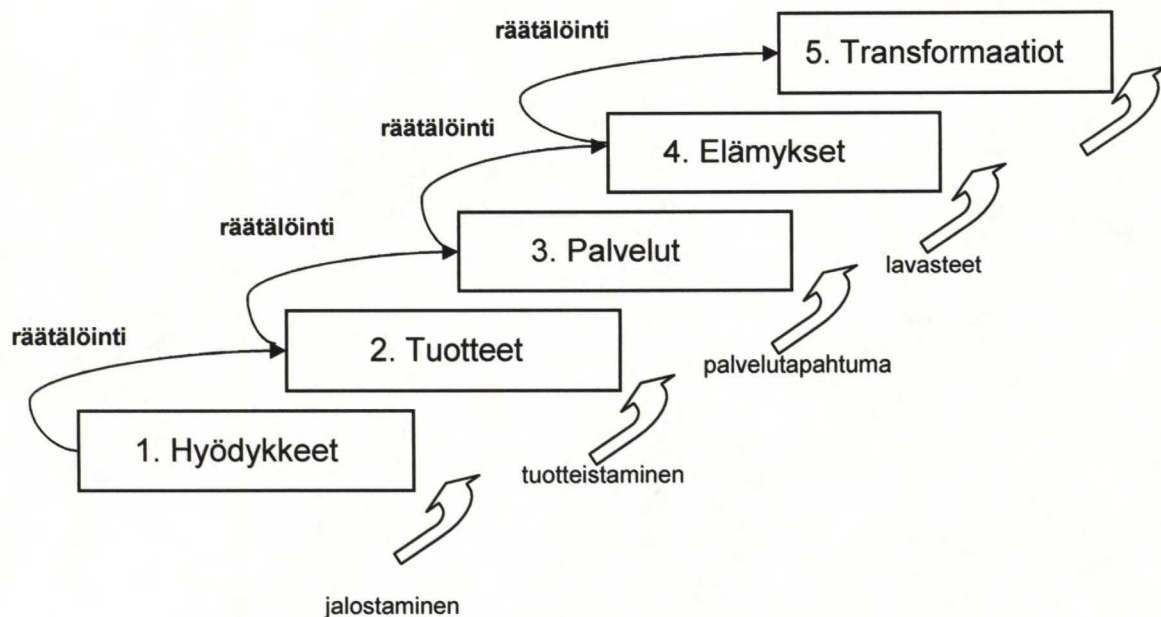 räätälöinti
5. Transformaatiot
räätälöinti
4. Elämykset
räätälöinti
3. Palvelut
lavasteet
räätälöinti
2. Tuotteet
palvelutapahtuma
1. Hyödykkeet
tuotteistaminen
jalostaminen